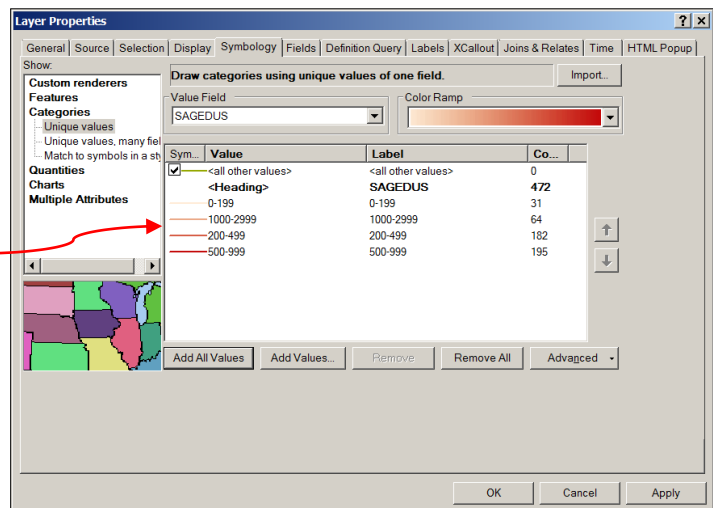 Layer Properties
? X
General Source Selection Display Symbology Fields Definition Query Labels XCallout Joins & Relates Time HTML Popup
Show:
Custom renderers
Features
Categories
Unique values
Unique values, many fiel
Match to symbols in a sty
Quantities
Charts
Multiple Attributes
Draw categories using unique values of one field.
Import...
Value Field
SAGEDUS
Color Ramp
Sym... Value Label Co...
<all other values> <all other values> 0
<Heading> SAGEDUS 472
0-199 0-199 31
1000-2999 1000-2999 64
200-499 200-499 182
500-999 500-999 195
Add All Values Add Values... Remove Remove All Advanced
OK Cancel Apply